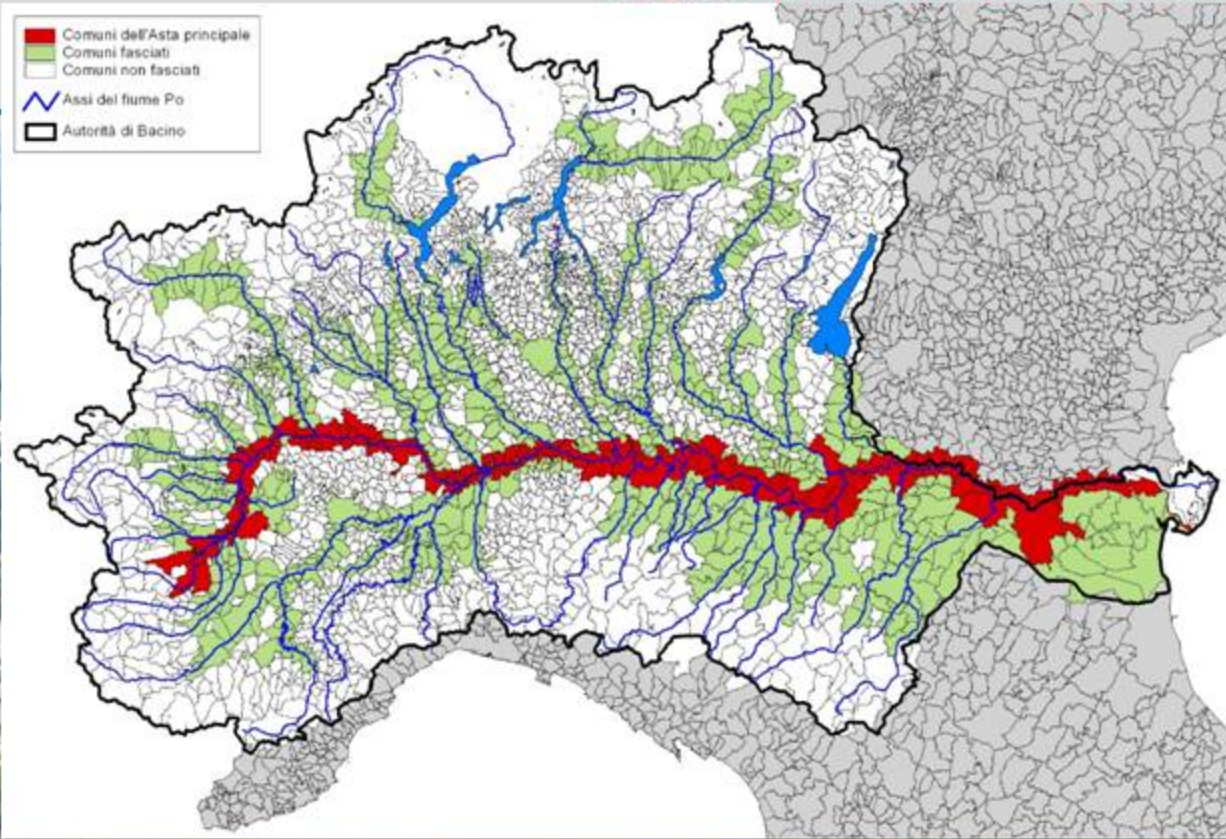 Comuni dell'Asta principale
Comuni fasciati
Comuni non fasciati
Assi del fiume Po
Autorità di Bacino